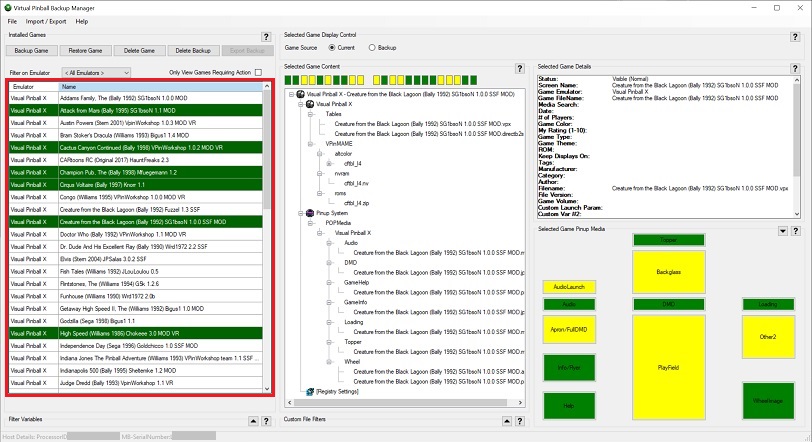 Virtual Pinball Backup Manager
File Import / Export Help
Installed Games ?
Backup Game Restore Game Delete Game Delete Backup Export Backup
Filter on Emulator < All Emulators > Only View Games Requiring Action
Emulator Name
Visual Pinball X Addams Family, The (Bally 1992) SG1bsoN 1.0.0 MOD
Visual Pinball X Attack from Mars (Bally 1995) SG1bsoN 1.1 MOD
Visual Pinball X Austin Powers (Stern 2001) VPinWorkshop 1.0.3 MOD VR
Visual Pinball X Bram Stoker's Dracula (Williams 1993) Bigus1 1.4 MOD
Visual Pinball X Cactus Canyon Continued (Bally 1998) VPinWorkshop 1.0.2 MOD VR
Visual Pinball X CARtoons RC (Original 2017) HauntFreaks 2.3
Visual Pinball X Champion Pub, The (Bally 1998) Mfuegemann 1.2
Visual Pinball X Cirqus Voltaire (Bally 1997) Knorr 1.1
Visual Pinball X Congo (Williams 1995) VPinWorkshop 1.0.0 MOD VR
Visual Pinball X Creature from the Black Lagoon (Bally 1992) Fuzzel 1.3 SSF
Visual Pinball X Creature from the Black Lagoon (Bally 1992) SG1bsoN 1.0.0 SSF MOD
Visual Pinball X Doctor Who (Bally 1992) VPinWorkshop 1.1 MOD VR
Visual Pinball X Dr. Dude And His Excellent Ray (Bally 1990) Wrd1972 2.2 SSF
Visual Pinball X Elvis (Stern 2004) JPSalas 3.0.2 SSF
Visual Pinball X Fish Tales (Williams 1992) JLouLoulou 0.5
Visual Pinball X Flintstones, The (Williams 1994) G5k 1.2.6
Visual Pinball X Funhouse (Williams 1990) Wrd1972 2.0b
Visual Pinball X Getaway High Speed II, The (Williams 1992) Bigus1 1.0 MOD
Visual Pinball X Godzilla (Sega 1998) Bigus1 1.1
Visual Pinball X High Speed (Williams 1986) Chokeee 3.0 MOD VR
Visual Pinball X Independence Day (Sega 1996) Goldchicco 1.0 SSF MOD
Visual Pinball X Indiana Jones The Pinball Adventure (Williams 1993) VPinWorkshop team 1.1 SSF ...
Visual Pinball X Indianapolis 500 (Bally 1995) Sheltemke 1.2 MOD
Visual Pinball X Judge Dredd (Bally 1993) VPinWorkshop 1.1 VR
Filter Variables ?
Selected Game Display Control
Game Source Current Backup
Selected Game Content ?
Visual Pinball X - Creature from the Black Lagoon (Bally 1992) SG1bsoN 1.0.0 SSF MOD)
Visual Pinball X
Tables
Creature from the Black Lagoon (Bally 1992) SG1bsoN 1.0.0 SSF MOD.vpx
Creature from the Black Lagoon (Bally 1992) SG1bsoN 1.0.0 SSF MOD.directb2s
VPinMAME
altcolor
cftbl_l4
nvram
cftbl_l4.nv
roms
cftbl_l4.zip
Pinup System
POPMedia
Visual Pinball X
Audio
Creature from the Black Lagoon (Bally 1992) SG1bsoN 1.0.0 SSF MOD.m
DMD
Creature from the Black Lagoon (Bally 1992) SG1bsoN 1.0.0 SSF MOD.jp
GameHelp
Creature from the Black Lagoon (Bally 1992) SG1bsoN 1.0.0 SSF MOD.p
GameInfo
Creature from the Black Lagoon (Bally 1992) SG1bsoN 1.0.0 SSF MOD.jp
Loading
Creature from the Black Lagoon (Bally 1992) SG1bsoN 1.0.0 SSF MOD.m
Topper
Creature from the Black Lagoon (Bally 1992) SG1bsoN 1.0.0 SSF MOD.m
Wheel
Creature from the Black Lagoon (Bally 1992) SG1bsoN 1.0.0 SSF MOD.a
Creature from the Black Lagoon (Bally 1992) SG1bsoN 1.0.0 SSF MOD.p
[Registry Settings]
Custom File Filters ?
Selected Game Details ?
Status: Visible (Normal)
Screen Name: Creature from the Black Lagoon (Bally 1992) SG1bsoN 1.0.0 SSF MOD
Game Emulator: Visual Pinball X
Game FileName: Creature from the Black Lagoon (Bally 1992) SG1bsoN 1.0.0 SSF MOD
Media Search:
Date:
# of Players:
Game Color:
My Rating (1-10):
Game Type:
Game Theme:
ROM:
Keep Displays On:
Tags:
Manufacturer:
Category:
Author:
Filename: Creature from the Black Lagoon (Bally 1992) SG1bsoN 1.0.0 SSF MOD.vpx
File Version:
Game Volume:
Custom Launch Param:
Custom Var #2:
Selected Game Pinup Media ?
Topper
Backglass
AudioLaunch
Audio DMD Loading
Apron/FullDMD
PlayField
Other2
Info/Flyer
Help
WheelImage
Host Details: ProcessorID: MB-SerialNumber: